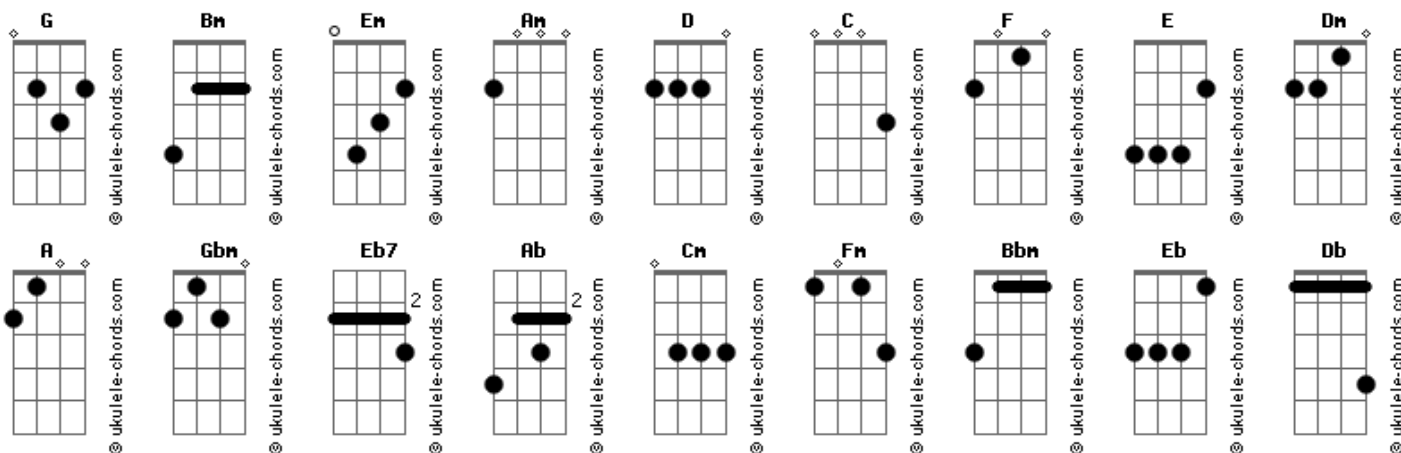 G Bm Em Am D C F E Dm
© ukulele-chords.com © ukulele-chords.com © ukulele-chords.com © ukulele-chords.com © ukulele-chords.com © ukulele-chords.com © ukulele-chords.com © ukulele-chords.com © ukulele-chords.com
A Gbm Eb7 Ab Cm Fm Bbm Eb Db
2 2
© ukulele-chords.com © ukulele-chords.com © ukulele-chords.com © ukulele-chords.com © ukulele-chords.com © ukulele-chords.com © ukulele-chords.com © ukulele-chords.com © ukulele-chords.com